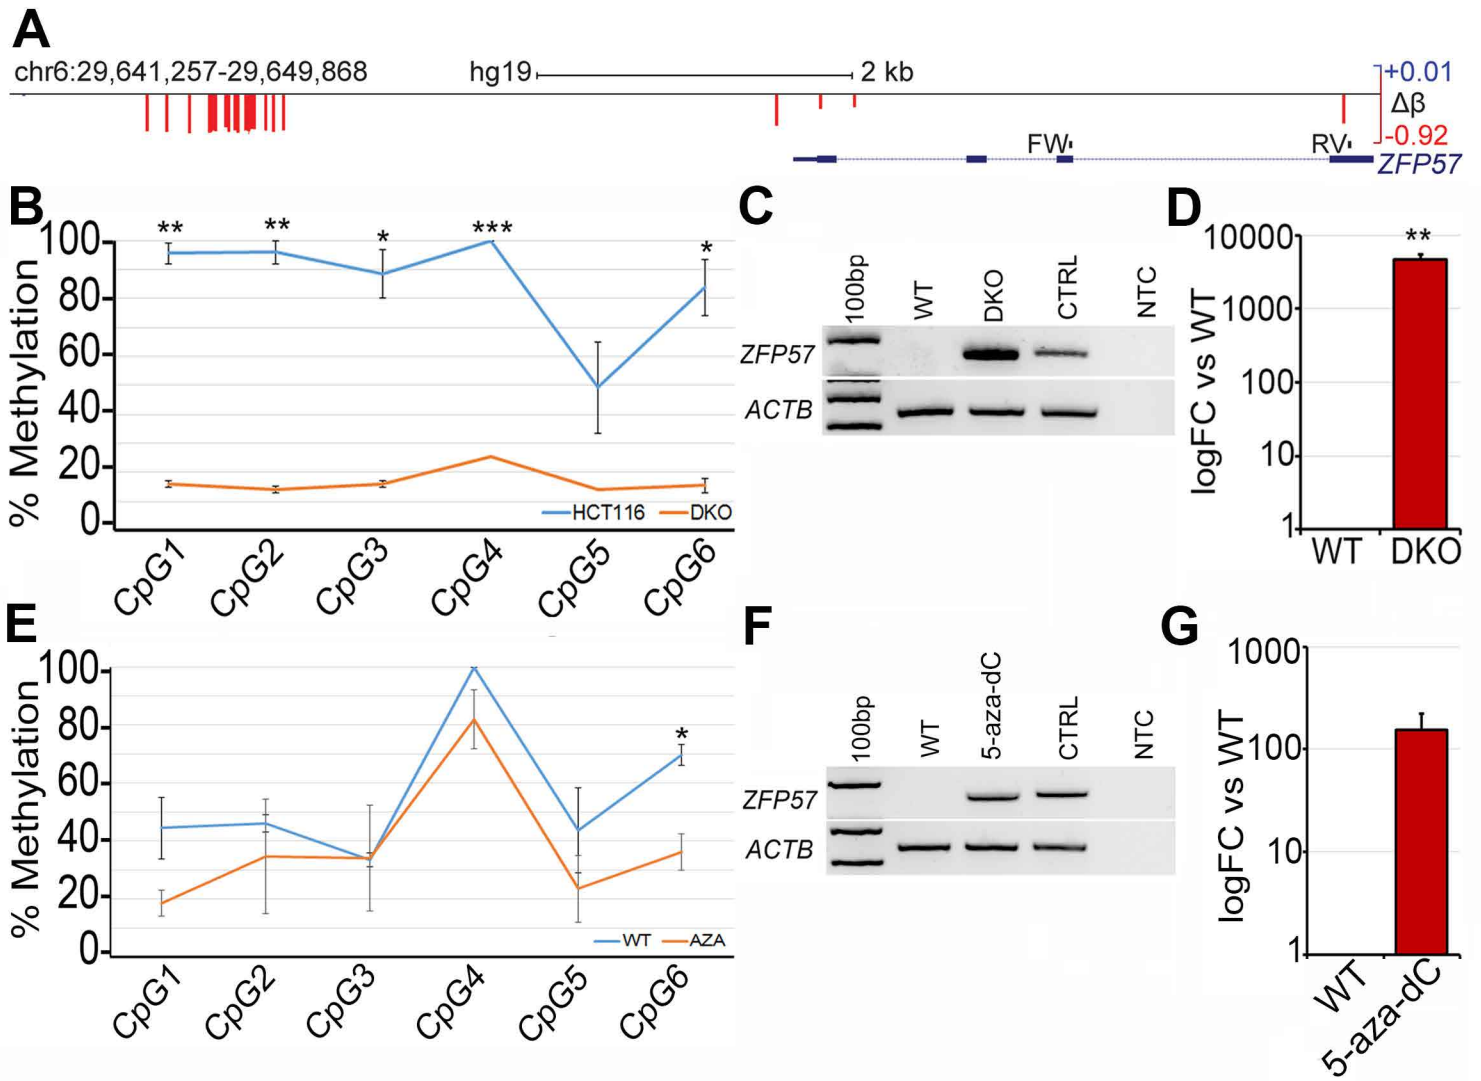 A
chr6:29,641,257-29,649,868
hg19
2 kb
+0.01
Δβ
-0.92
FW
RV
ZFP57
B
% Methylation
100
80
60
40
20
0
**
**
*
***
*
HCT116
DKO
CpG1
CpG2
CpG3
CpG4
CpG5
CpG6
C
100bp
WT
DKO
CTRL
NTC
ZFP57
ACTB
D
logFC vs WT
10000
1000
100
10
1
**
WT
DKO
E
% Methylation
100
80
60
40
20
0
*
WT
AZA
CpG1
CpG2
CpG3
CpG4
CpG5
CpG6
F
100bp
WT
5-aza-dC
CTRL
NTC
ZFP57
ACTB
G
logFC vs WT
1000
100
10
1
WT
5-aza-dC